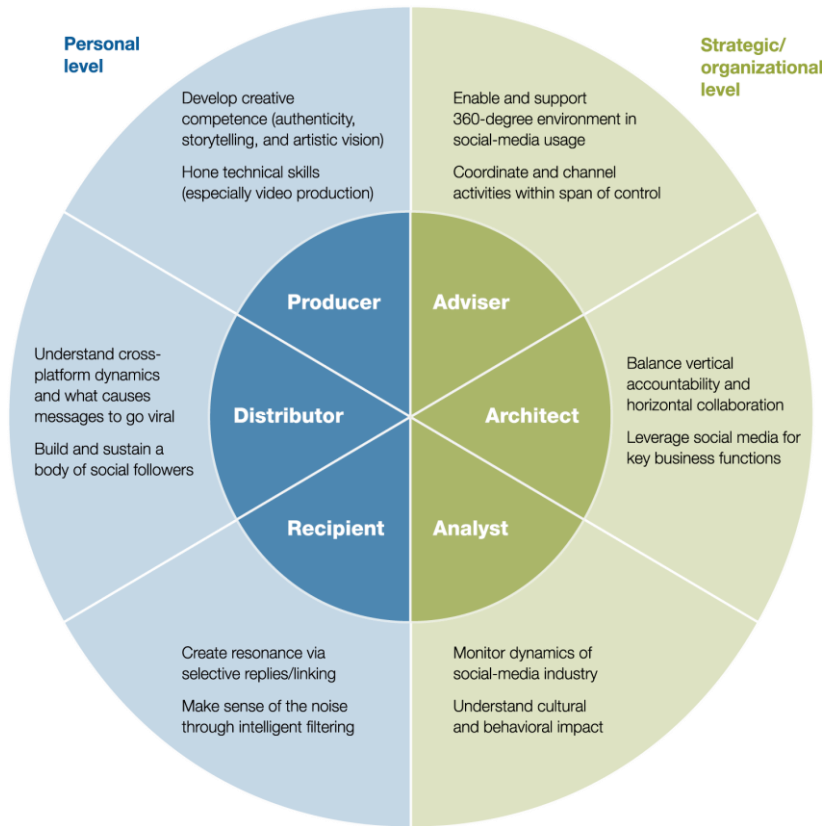 Personal
level
Strategic/
organizational
level
Develop creative
competence (authenticity,
storytelling, and artistic vision)
Hone technical skills
(especially video production)
Enable and support
360-degree environment in
social-media usage
Coordinate and channel
activities within span of control
Producer
Adviser
Understand cross-
platform dynamics
and what causes
messages to go viral
Build and sustain a
body of social followers
Distributor
Architect
Balance vertical
accountability and
horizontal collaboration
Leverage social media for
key business functions
Recipient
Analyst
Create resonance via
selective replies/linking
Make sense of the noise
through intelligent filtering
Monitor dynamics of
social-media industry
Understand cultural
and behavioral impact